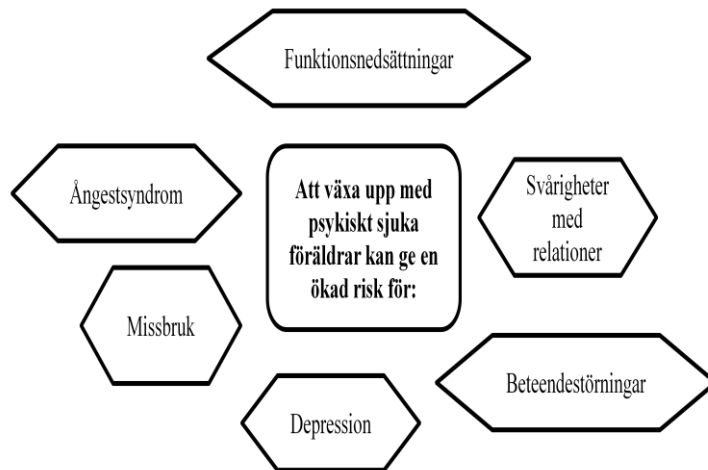 Funktionsnedsättningar
Ångestsyndrom
Att växa upp med
psykiskt sjuka
föräldrar kan ge en
ökad risk för:
Svårigheter
med
relationer
Missbruk
Beteendestörningar
Depression